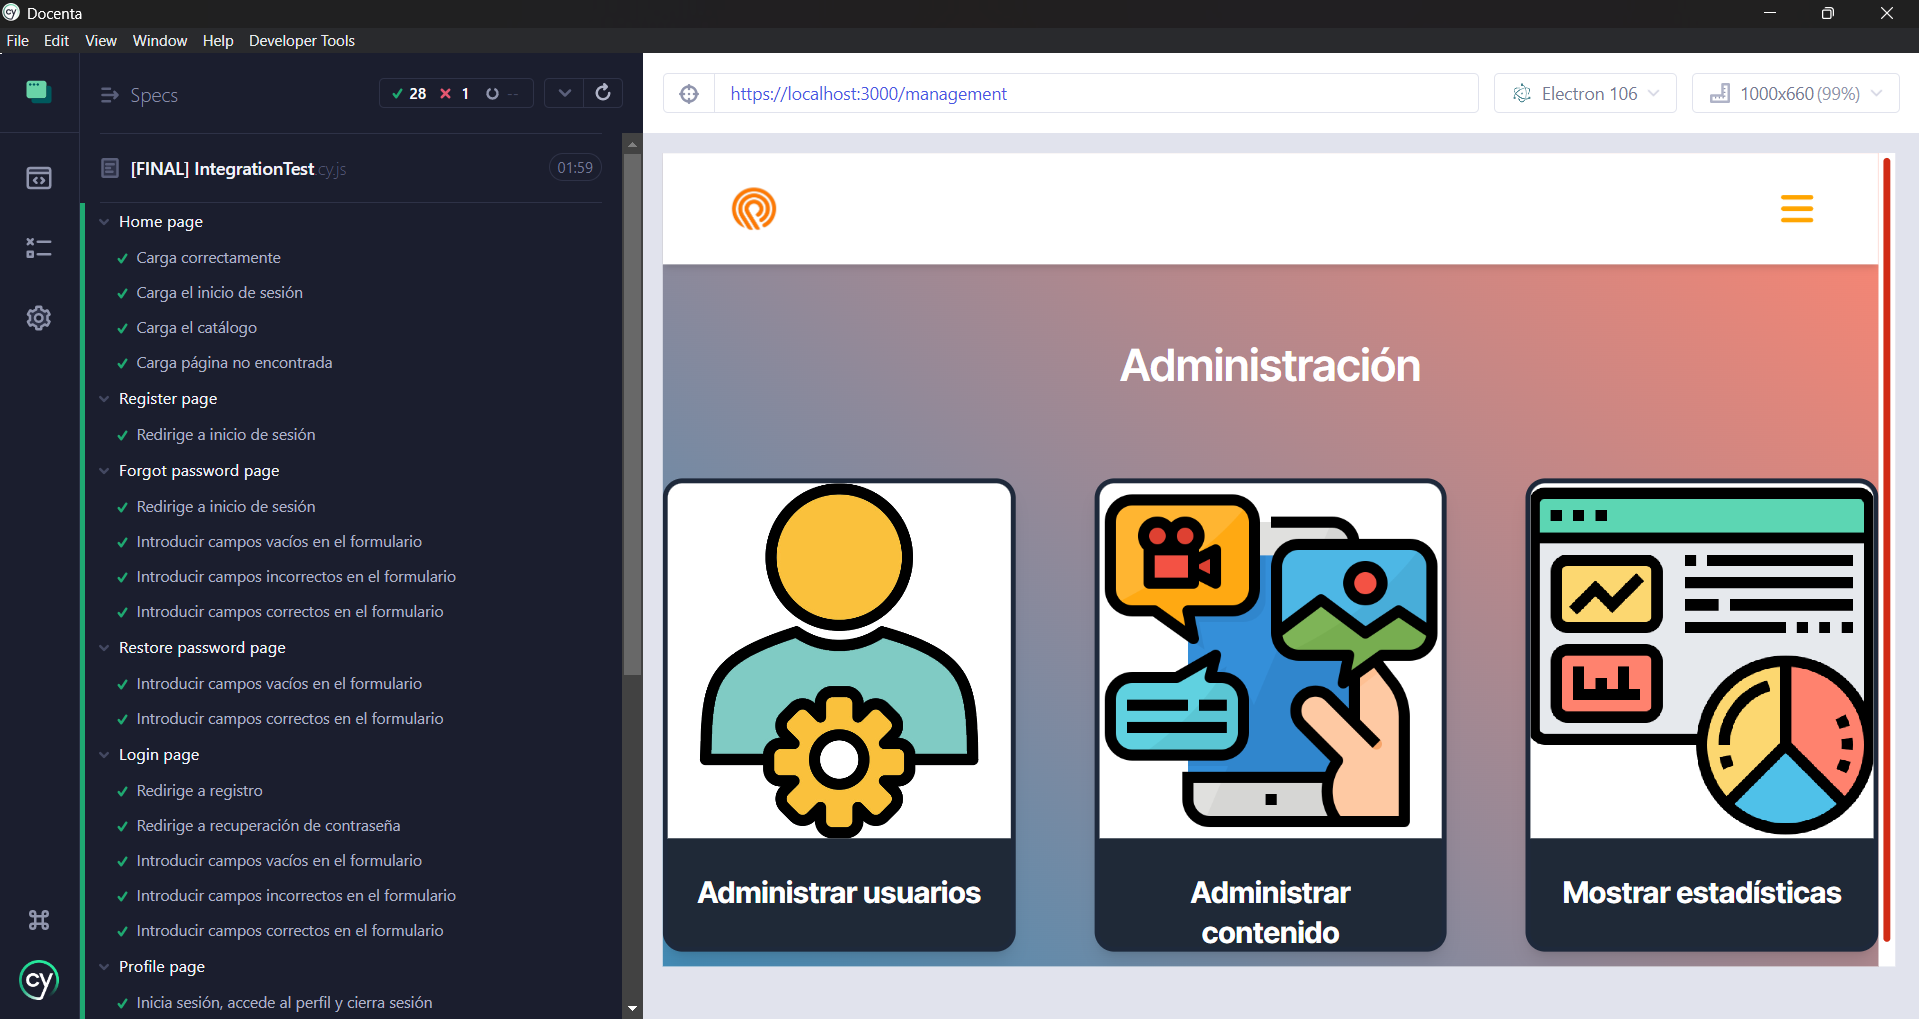 cy Docenta
File Edit View Window Help Developer Tools
Specs
28 1 --
[FINAL] IntegrationTest.cy.js 01:59
Home page
Carga correctamente
Carga el inicio de sesión
Carga el catálogo
Carga página no encontrada
Register page
Redirige a inicio de sesión
Forgot password page
Redirige a inicio de sesión
Introducir campos vacíos en el formulario
Introducir campos incorrectos en el formulario
Introducir campos correctos en el formulario
Restore password page
Introducir campos vacíos en el formulario
Introducir campos correctos en el formulario
Login page
Redirige a registro
Redirige a recuperación de contraseña
Introducir campos vacíos en el formulario
Introducir campos incorrectos en el formulario
Introducir campos correctos en el formulario
Profile page
Inicia sesión, accede al perfil y cierra sesión
cy
https://localhost:3000/management
Electron 106
1000x660 (99%)
Administración
Administrar usuarios
Administrar
contenido
Mostrar estadísticas